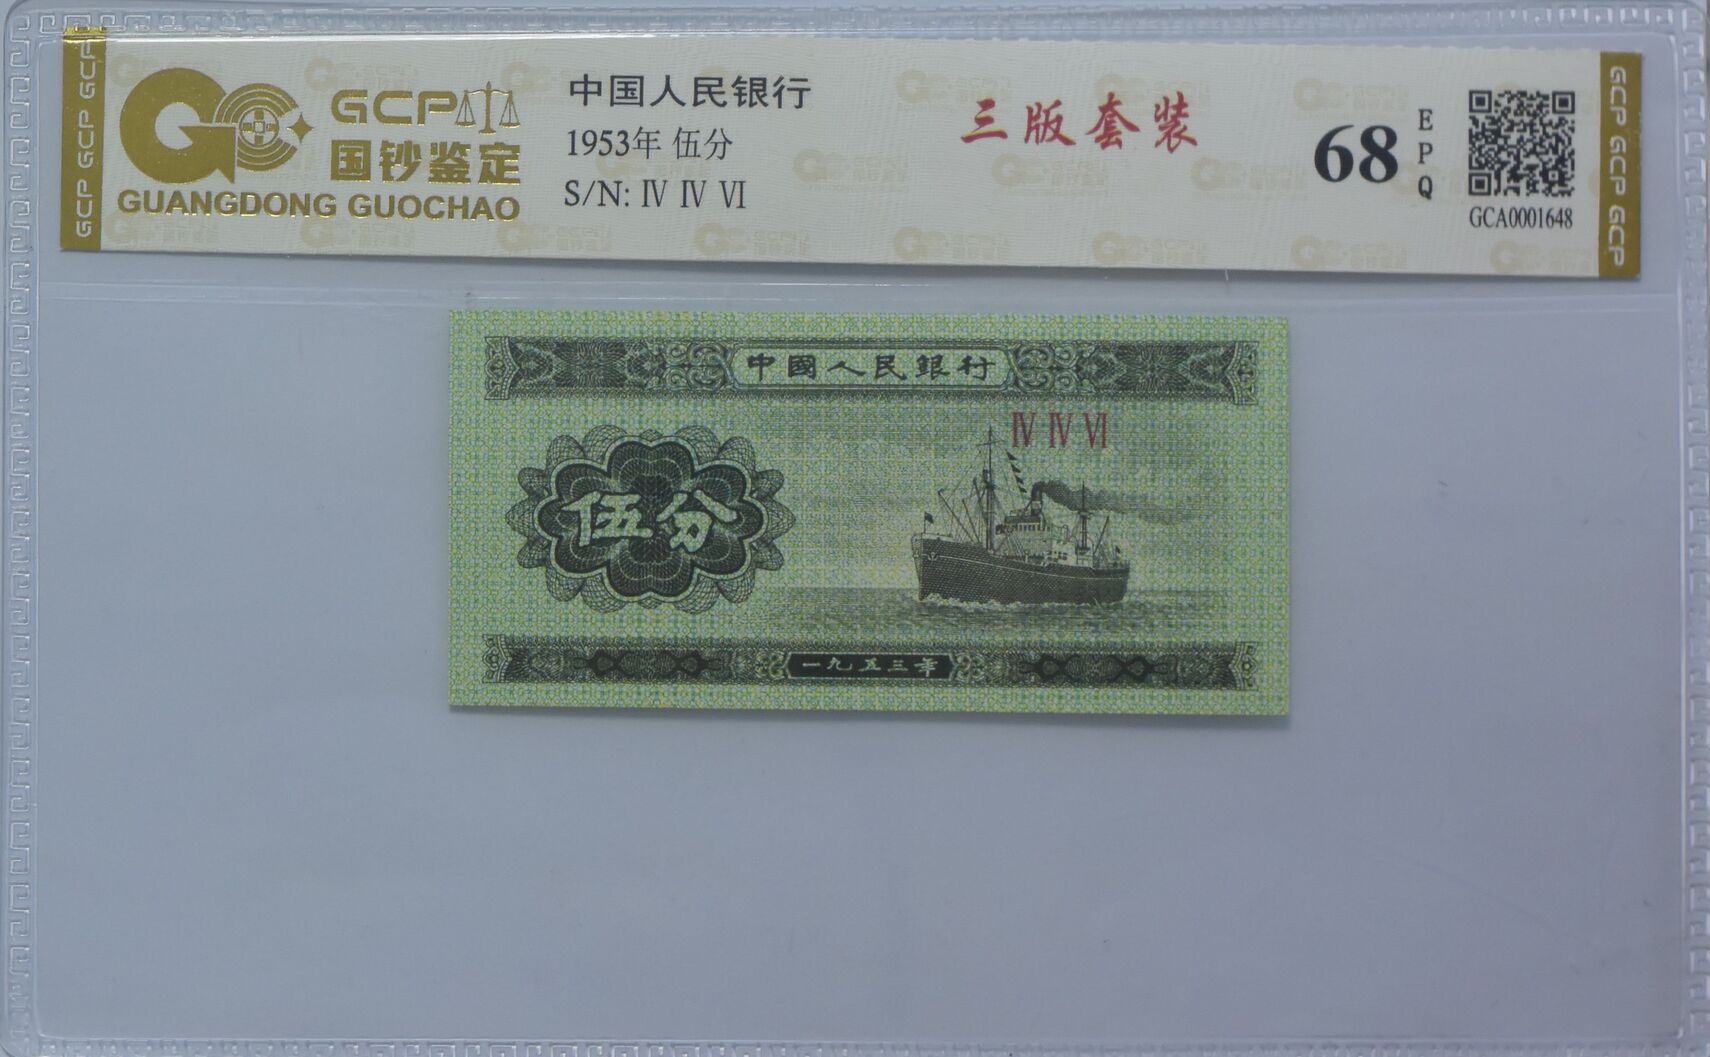 GCP GCP GCP
GCP
国钞鉴定
GUANGDONG GUOCHAO
中国人民银行
1953年 伍分
S/N: Ⅳ Ⅳ Ⅵ
三版套装
68
EPQ
GCA0001648
GCP GCP GCP
中國人民銀行
Ⅳ Ⅳ Ⅵ
伍分
一九五三年